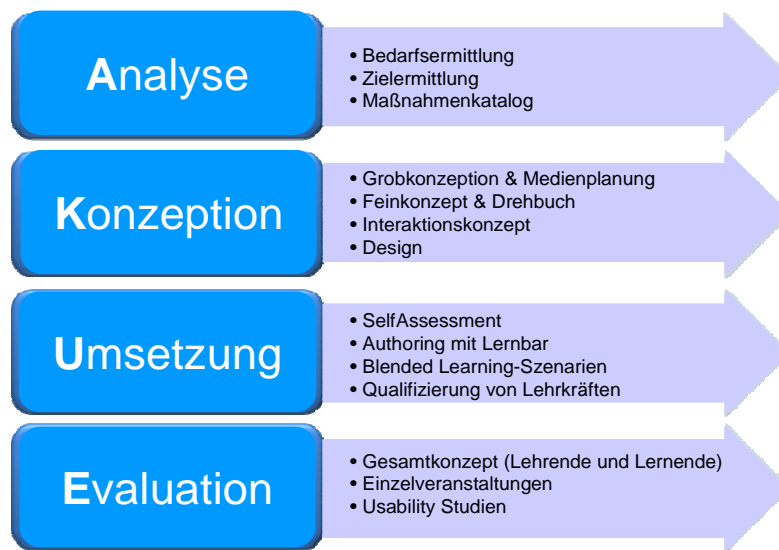 Analyse
• Bedarfsermittlung
• Zielermittlung
• Maßnahmenkatalog
Konzeption
• Grobkonzeption & Medienplanung
• Feinkonzept & Drehbuch
• Interaktionskonzept
• Design
Umsetzung
• SelfAssessment
• Authoring mit Lernbar
• Blended Learning-Szenarien
• Qualifizierung von Lehrkräften
Evaluation
• Gesamtkonzept (Lehrende und Lernende)
• Einzelveranstaltungen
• Usability Studien